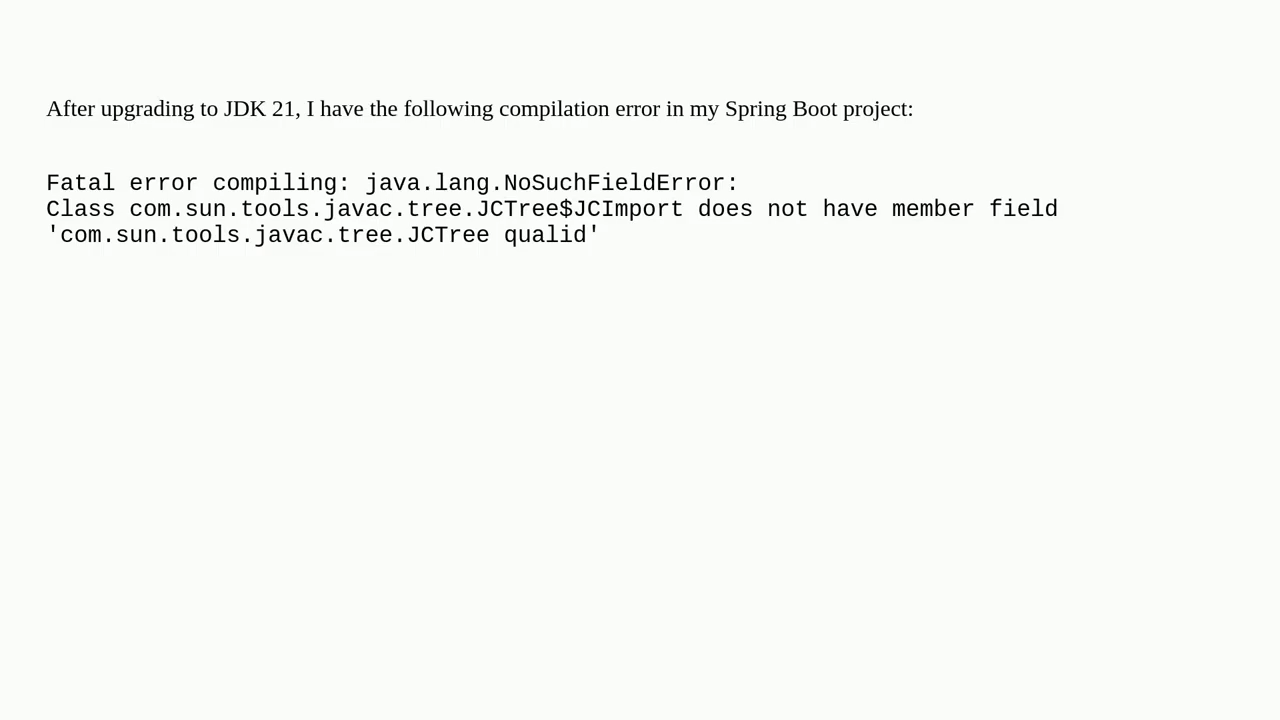 After upgrading to JDK 21, I have the following compilation error in my Spring Boot project:
Fatal error compiling: java.lang.NoSuchFieldError:
Class com.sun.tools.javac.tree.JCTree$JCImport does not have member field
'com.sun.tools.javac.tree.JCTree qualid'